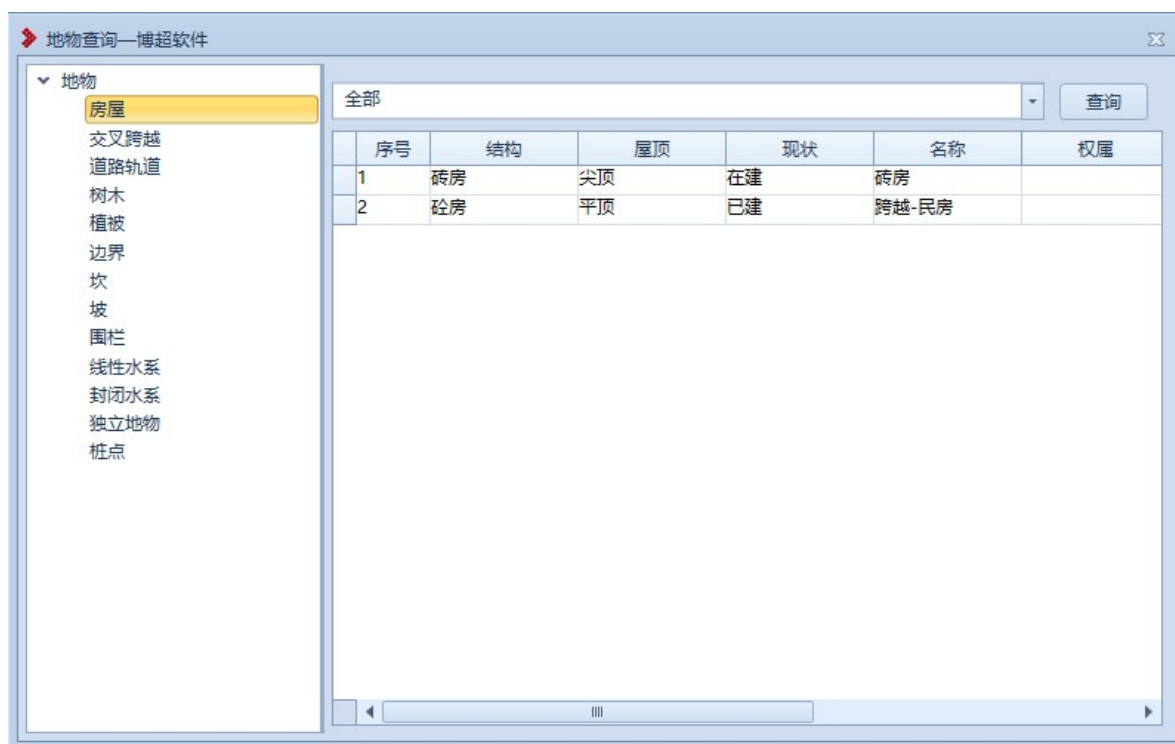 地物查询—博超软件
地物
房屋
交叉跨越
道路轨道
树木
植被
边界
坎
坡
围栏
线性水系
封闭水系
独立地物
桩点
全部 查询
序号 结构 屋顶 现状 名称 权属
1 砖房 尖顶 在建 砖房
2 砼房 平顶 已建 跨越-民房